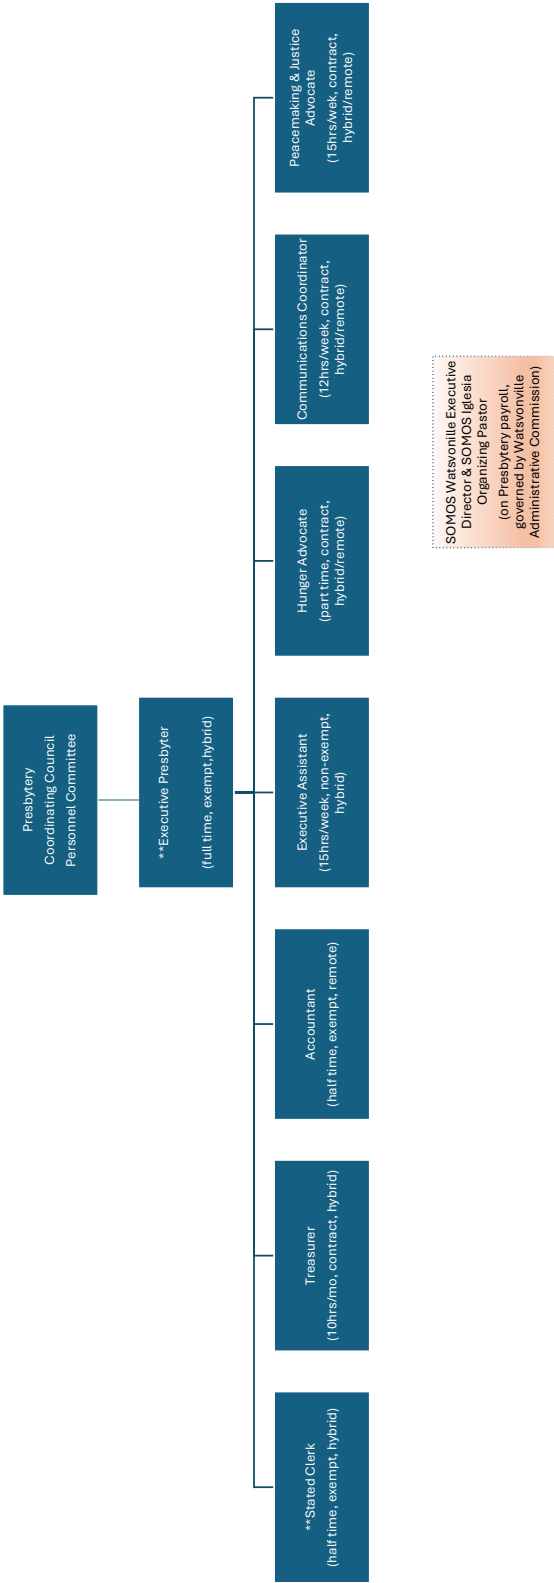 Presbytery
Coordinating Council
Personnel Committee
**Executive Presbyter
(full time, exempt,hybrid)
**Stated Clerk
(half time, exempt, hybrid)
Treasurer
(10hrs/mo, contract, hybrid)
Accountant
(half time, exempt, remote)
Executive Assistant
(15hrs/week, non-exempt,
hybrid)
Hunger Advocate
(part time, contract,
hybrid/remote)
Communications Coordinator
(12hrs/week, contract,
hybrid/remote)
Peacemaking & Justice
Advocate
(15hrs/wek, contract,
hybrid/remote)
SOMOS Watsvonille Executive
Director & SOMOS Iglesia
Organizing Pastor
(on Presbytery payroll,
governed by Watsvonville
Administrative Commission)